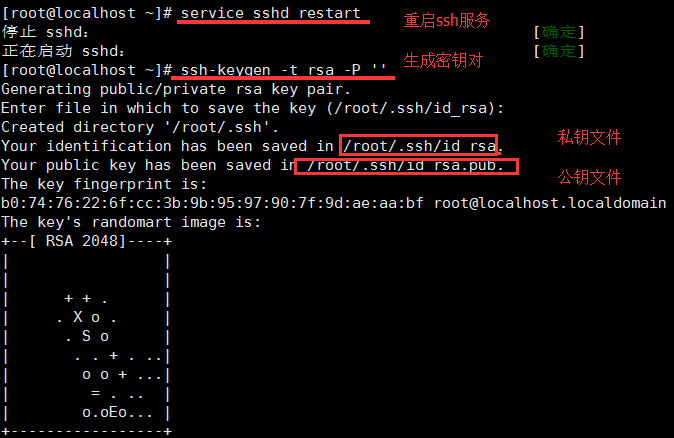 [root@localhost ~]# service sshd restart 重启ssh服务
停止 sshd: [确定]
正在启动 sshd: [确定]
[root@localhost ~]# ssh-keygen -t rsa -P '' 生成密钥对
Generating public/private rsa key pair.
Enter file in which to save the key (/root/.ssh/id_rsa):
Created directory '/root/.ssh'.
Your identification has been saved in /root/.ssh/id_rsa. 私钥文件
Your public key has been saved in /root/.ssh/id_rsa.pub. 公钥文件
The key fingerprint is:
b0:74:76:22:6f:cc:3b:9b:95:97:90:7f:9d:ae:aa:bf root@localhost.localdomain
The key's randomart image is:
+--[ RSA 2048]----+
|                 |
|                 |
|      + + .      |
|     . X o .     |
|      . S o      |
|       . . + . ..|
|        o o + ...|
|         = . ..  |
|        o.oEo... |
+-----------------+